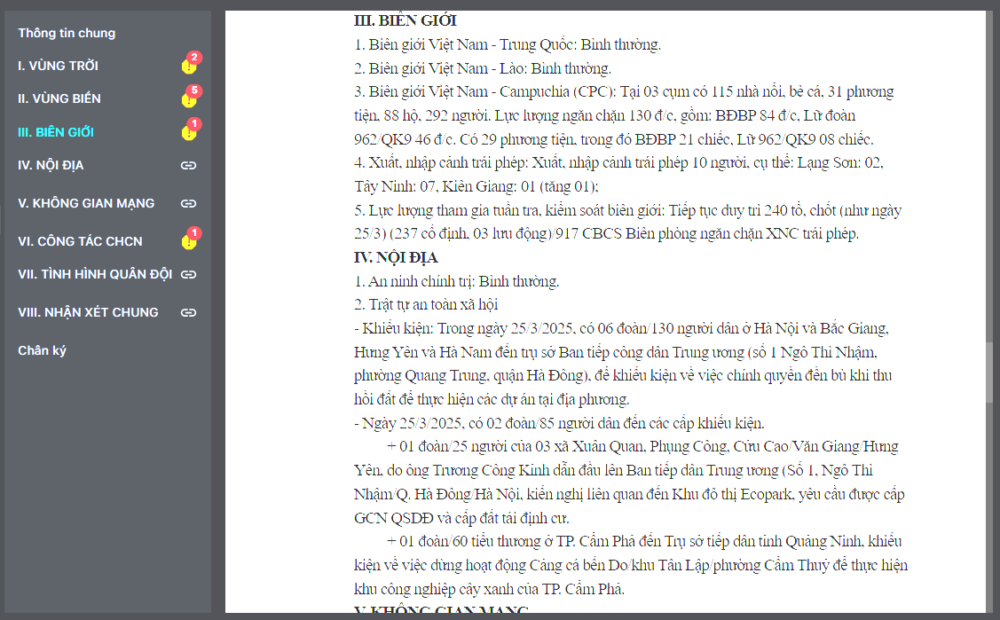 Thông tin chung
I. VÙNG TRỜI
2
II. VÙNG BIỂN
5
III. BIÊN GIỚI
1
IV. NỘI ĐỊA
V. KHÔNG GIAN MẠNG
VI. CÔNG TÁC CHCN
1
VII. TÌNH HÌNH QUÂN ĐỘI
VIII. NHẬN XÉT CHUNG
Chân ký
III. BIÊN GIỚI
1. Biên giới Việt Nam - Trung Quốc: Bình thường.
2. Biên giới Việt Nam - Lào: Bình thường.
3. Biên giới Việt Nam - Campuchia (CPC): Tại 03 cụm có 115 nhà nổi, bè cá, 31 phương
tiện, 88 hộ, 292 người. Lực lượng ngăn chặn 130 đ/c, gồm: BĐBP 84 đ/c, Lữ đoàn
962/QK9 46 đ/c. Có 29 phương tiện, trong đó BĐBP 21 chiếc, Lữ 962/QK9 08 chiếc.
4. Xuất, nhập cảnh trái phép: Xuất, nhập cảnh trái phép 10 người, cụ thể: Lạng Sơn: 02,
Tây Ninh: 07, Kiên Giang: 01 (tăng 01);
5. Lực lượng tham gia tuần tra, kiểm soát biên giới: Tiếp tục duy trì 240 tổ, chốt (như ngày
25/3) (237 cố định, 03 lưu động)/917 CBCS Biên phòng ngăn chặn XNC trái phép.
IV. NỘI ĐỊA
1. An ninh chính trị: Bình thường.
2. Trật tự an toàn xã hội
- Khiếu kiện: Trong ngày 25/3/2025, có 06 đoàn/130 người dân ở Hà Nội và Bắc Giang,
Hưng Yên và Hà Nam đến trụ sở Ban tiếp công dân Trung ương (số 1 Ngô Thì Nhậm,
phường Quang Trung, quận Hà Đông), để khiếu kiện về việc chính quyền đền bù khi thu
hồi đất để thực hiện các dự án tại địa phương.
- Ngày 25/3/2025, có 02 đoàn/85 người dân đến các cấp khiếu kiện.
+ 01 đoàn/25 người của 03 xã Xuân Quan, Phụng Công, Cửu Cao/Văn Giang/Hưng
Yên, do ông Trương Công Kinh dẫn đầu lên Ban tiếp dân Trung ương (Số 1, Ngô Thì
Nhậm/Q. Hà Đông/Hà Nội, kiến nghị liên quan đến Khu đô thị Ecopark, yêu cầu được cấp
GCN QSDĐ và cấp đất tái định cư.
+ 01 đoàn/60 tiểu thương ở TP. Cẩm Phả đến Trụ sở tiếp dân tỉnh Quảng Ninh, khiếu
kiện về việc dừng hoạt động Cảng cá bến Do/khu Tân Lập/phường Cẩm Thuỷ để thực hiện
khu công nghiệp cây xanh của TP. Cẩm Phả.
V. KHÔNG GIAN MẠNG